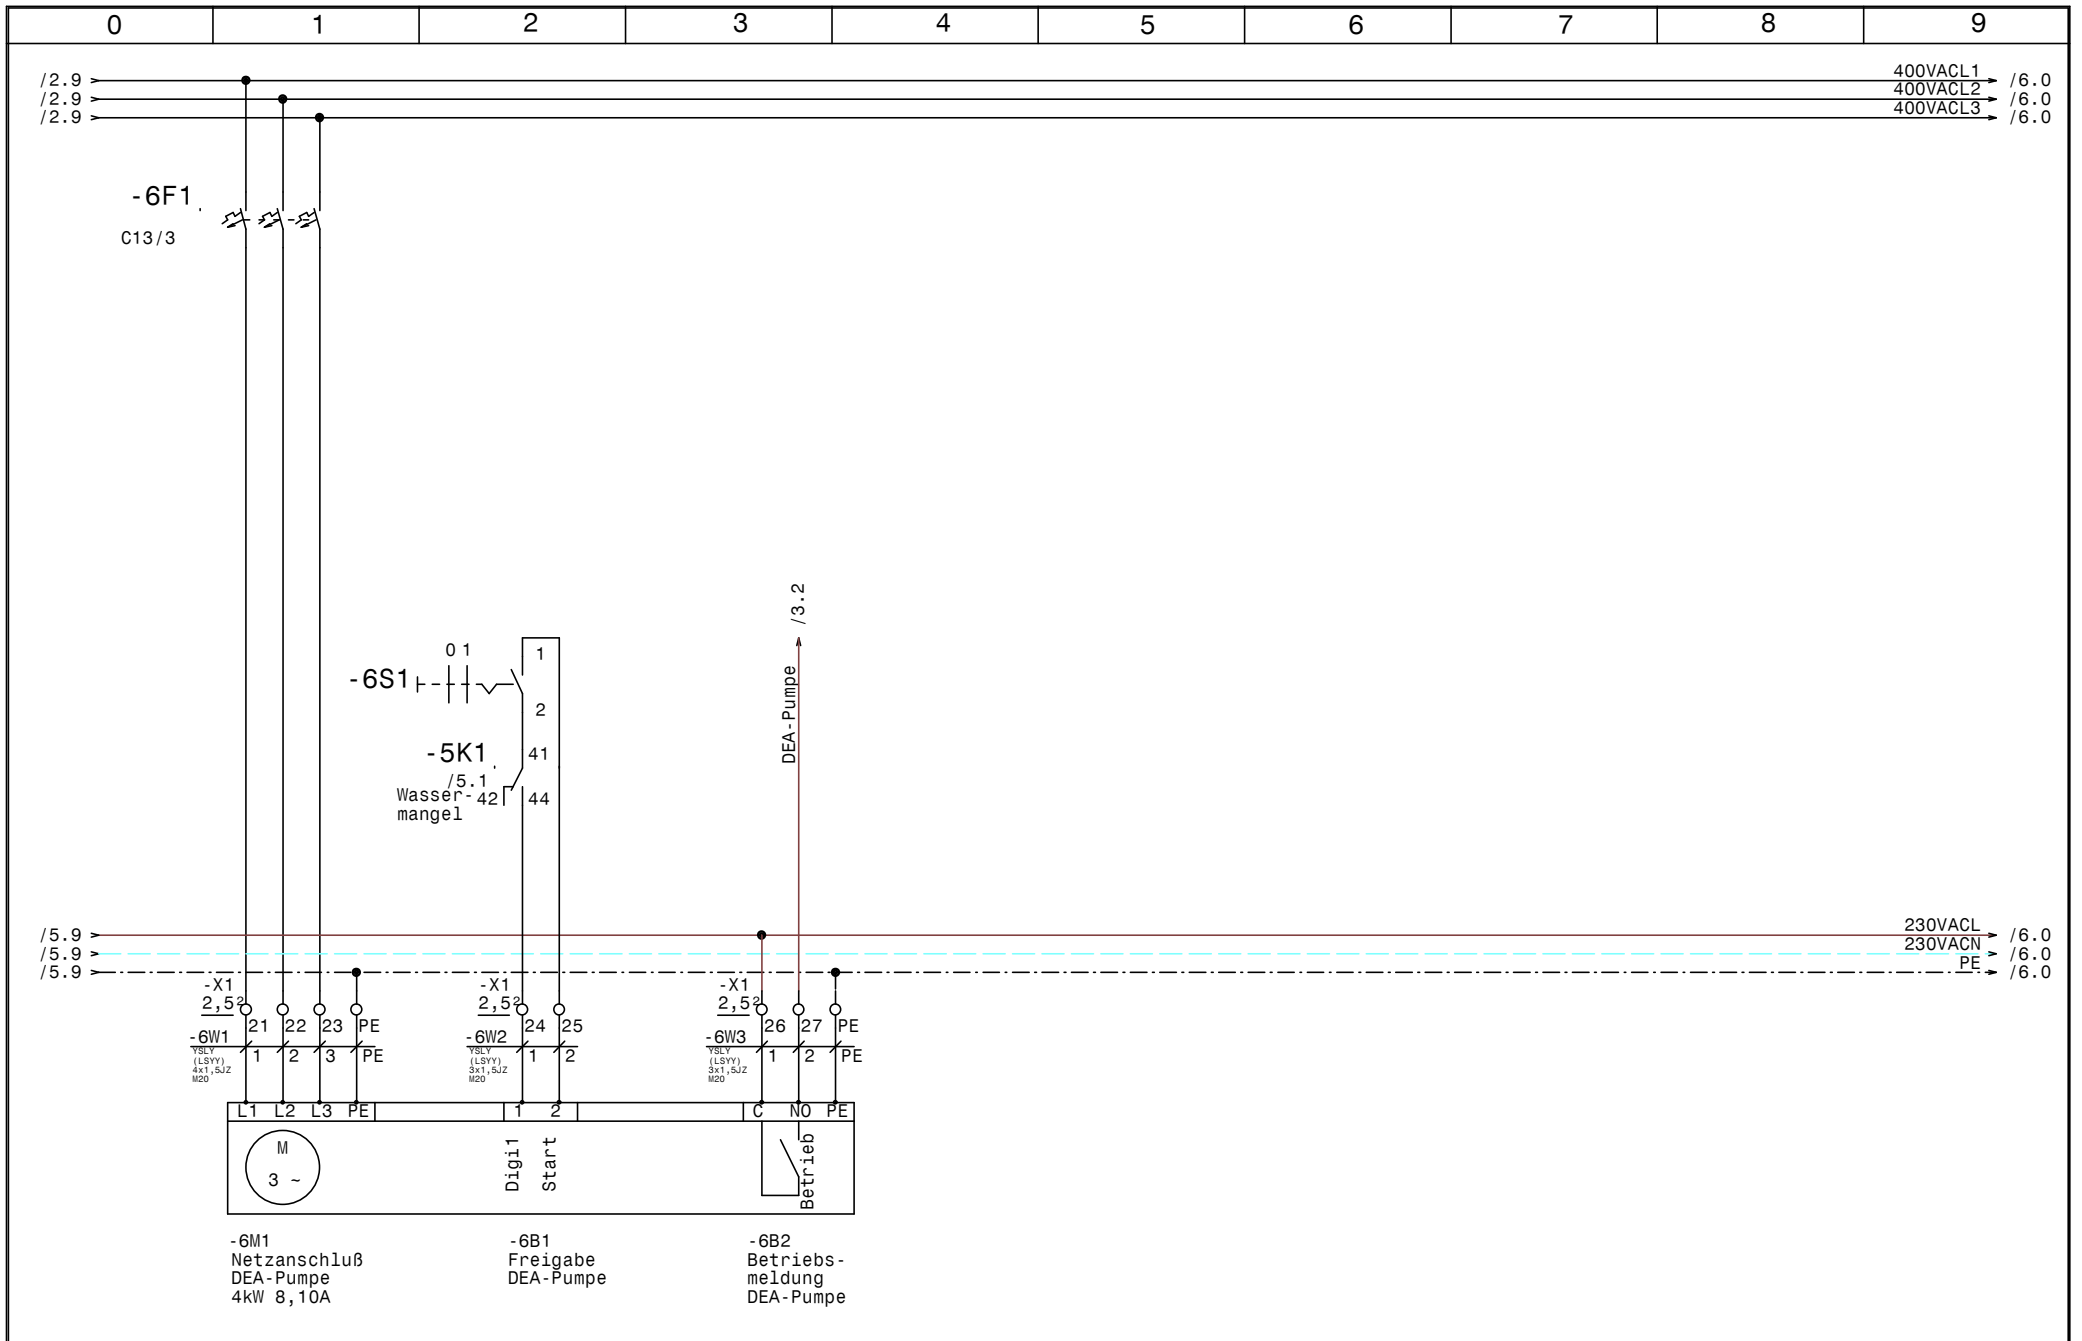 0 1 2 3 4 5 6 7 8 9
/2.9 400VACL1 /6.0
/2.9 400VACL2 /6.0
/2.9 400VACL3 /6.0
-6F1
C13/3
/3.2
DEA-Pumpe
0 1
-6S1
1
2
-5K1
/5.1
Wasser-
mangel
41
42 44
/5.9 230VACL /6.0
/5.9 230VACN /6.0
/5.9 PE /6.0
-X1
2,5²
21 22 23 PE
-6W1
YSLY
(LSYY)
4x1,5JZ
M20
1 2 3 PE
-X1
2,5²
24 25
-6W2
YSLY
(LSYY)
3x1,5JZ
M20
1 2
-X1
2,5²
26 27 PE
-6W3
YSLY
(LSYY)
3x1,5JZ
M20
1 2 PE
L1 L2 L3 PE 1 2 C NO PE
M
3 ~
Digi1
Start
Betrieb
-6M1
Netzanschluß
DEA-Pumpe
4kW 8,10A
-6B1
Freigabe
DEA-Pumpe
-6B2
Betriebs-
meldung
DEA-Pumpe